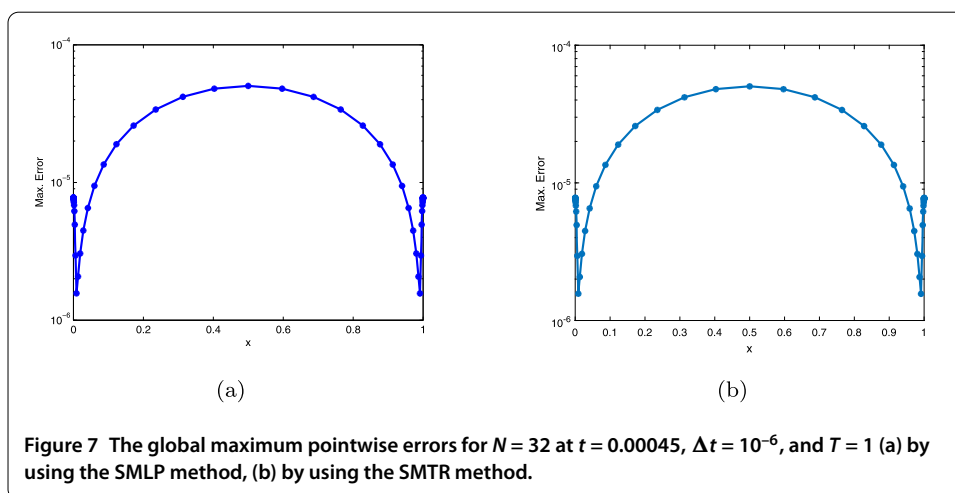 10⁻⁴
10⁻⁵
10⁻⁶
Max. Error
0 0.2 0.4 0.6 0.8 1
x
(a)
10⁻⁴
10⁻⁵
10⁻⁶
Max. Error
0 0.1 0.2 0.3 0.4 0.5 0.6 0.7 0.8 0.9 1
x
(b)
Figure 7 The global maximum pointwise errors for N = 32 at t = 0.00045, Δt = 10⁻⁶, and T = 1 (a) by
using the SMLP method, (b) by using the SMTR method.